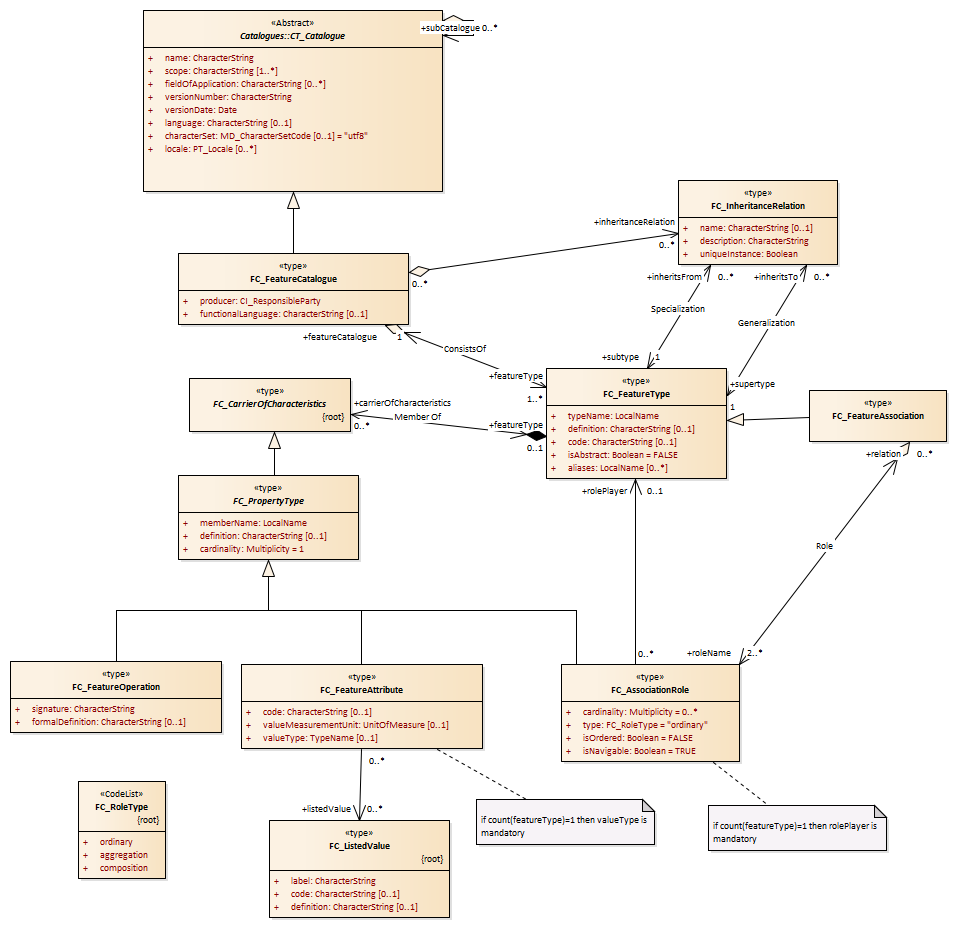 «Abstract»
Catalogues::CT_Catalogue
+subCatalogue 0..*
+ name: CharacterString
+ scope: CharacterString [1..*]
+ fieldOfApplication: CharacterString [0..*]
+ versionNumber: CharacterString
+ versionDate: Date
+ language: CharacterString [0..1]
+ characterSet: MD_CharacterSetCode [0..1] = "utf8"
+ locale: PT_Locale [0..*]
«type»
FC_InheritanceRelation
+ name: CharacterString [0..1]
+ description: CharacterString
+ uniqueInstance: Boolean
+inheritanceRelation
0..*
«type»
FC_FeatureCatalogue
+ producer: CI_ResponsibleParty
+ functionalLanguage: CharacterString [0..1]
0..*
+inheritsFrom 0..*
+inheritsTo 0..*
Specialization
Generalization
+featureCatalogue 1
ConsistsOf
+subtype 1
+featureType
1..*
+supertype
1
«type»
FC_FeatureType
+ typeName: LocalName
+ definition: CharacterString [0..1]
+ code: CharacterString [0..1]
+ isAbstract: Boolean = FALSE
+ aliases: LocalName [0..*]
«type»
FC_FeatureAssociation
«type»
FC_CarrierOfCharacteristics
{root}
+carrierOfCharacteristics
0..*
Member Of
+featureType
0..1
+relation 0..*
+rolePlayer 0..1
«type»
FC_PropertyType
+ memberName: LocalName
+ definition: CharacterString [0..1]
+ cardinality: Multiplicity = 1
Role
0..*
+roleName 2..*
«type»
FC_FeatureOperation
+ signature: CharacterString
+ formalDefinition: CharacterString [0..1]
«type»
FC_FeatureAttribute
+ code: CharacterString [0..1]
+ valueMeasurementUnit: UnitOfMeasure [0..1]
+ valueType: TypeName [0..1]
«type»
FC_AssociationRole
+ cardinality: Multiplicity = 0..*
+ type: FC_RoleType = "ordinary"
+ isOrdered: Boolean = FALSE
+ isNavigable: Boolean = TRUE
0..*
+listedValue 0..*
«CodeList»
FC_RoleType
{root}
+ ordinary
+ aggregation
+ composition
«type»
FC_ListedValue
{root}
+ label: CharacterString
+ code: CharacterString [0..1]
+ definition: CharacterString [0..1]
if count(featureType)=1 then valueType is
mandatory
if count(featureType)=1 then rolePlayer is
mandatory